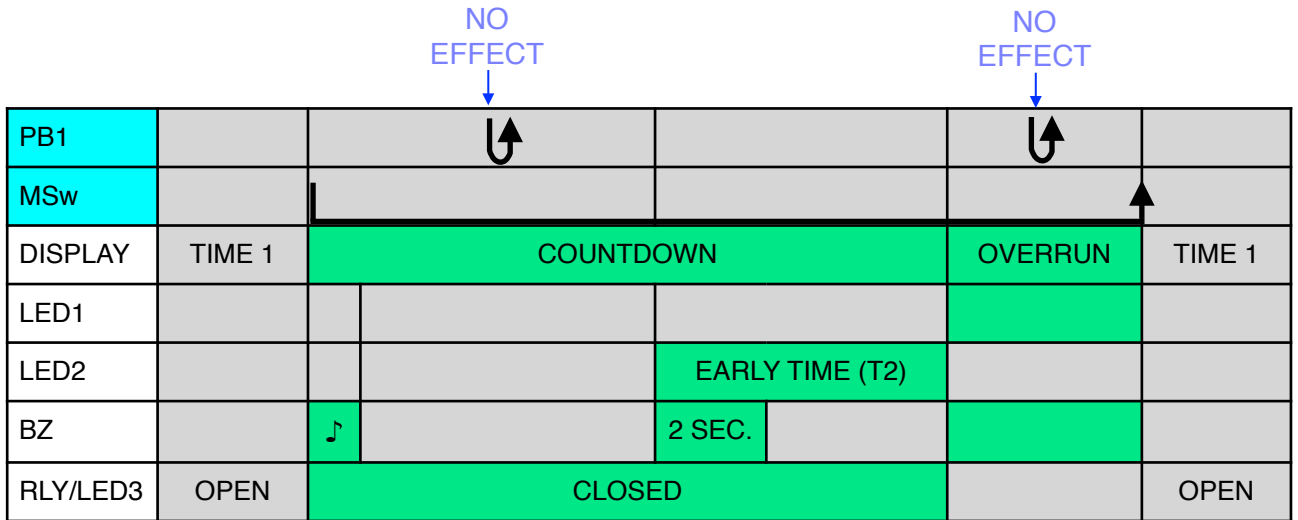 NO
EFFECT
NO
EFFECT
PB1
MSw
DISPLAY TIME 1 COUNTDOWN OVERRUN TIME 1
LED1
LED2 EARLY TIME (T2)
BZ ♪ 2 SEC.
RLY/LED3 OPEN CLOSED OPEN